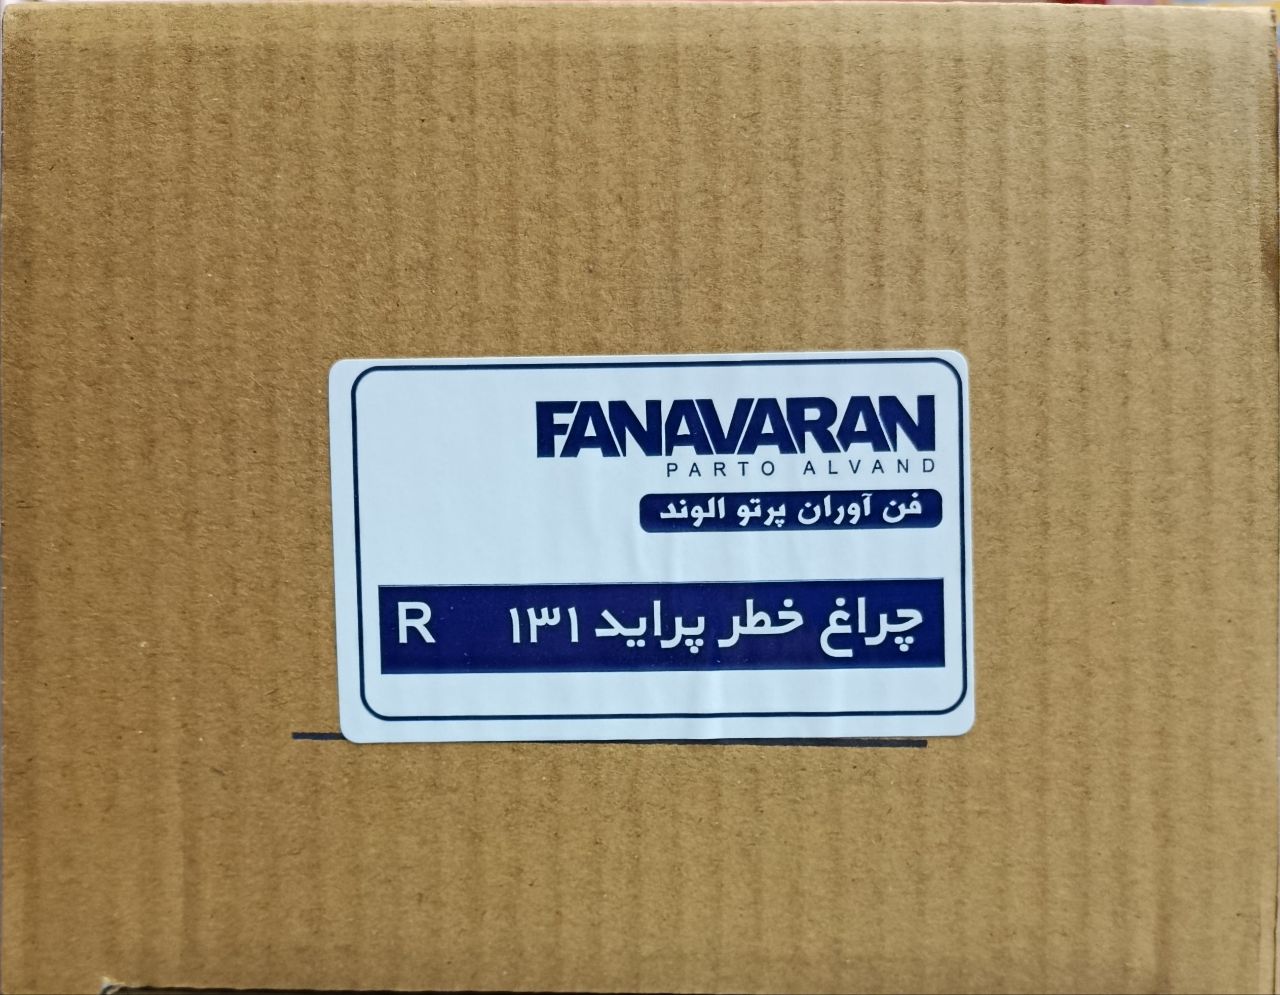 FANAVARAN
PARTO ALVAND
فن آوران پرتو الوند
چراغ خطر پراید ۱۳۱ R